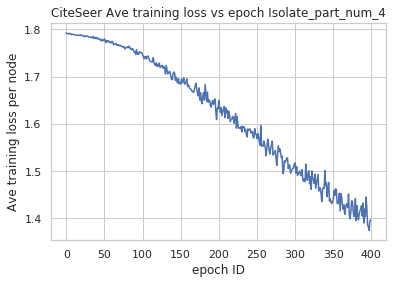 CiteSeer Ave training loss vs epoch Isolate_part_num_4
Ave training loss per node
1.8
1.7
1.6
1.5
1.4
0 50 100 150 200 250 300 350 400
epoch ID